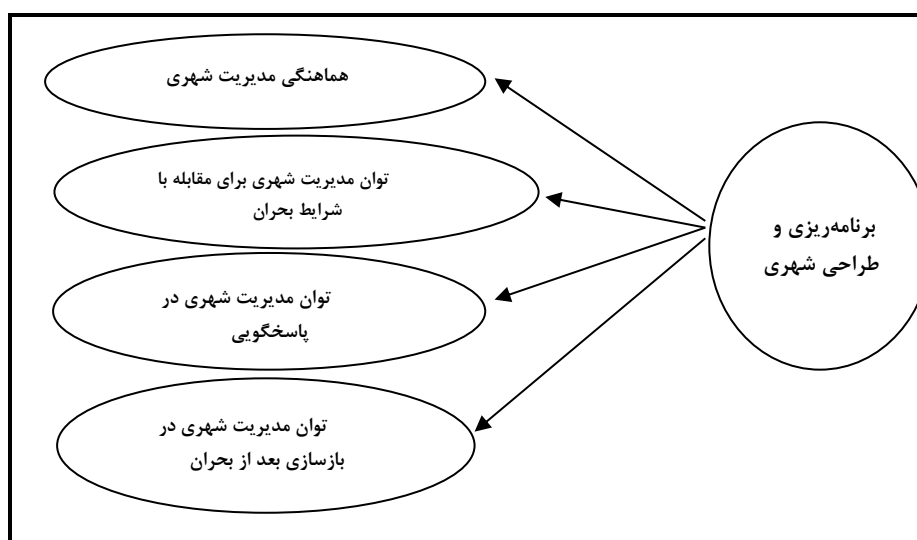 هماهنگی مدیریت شهری
توان مدیریت شهری برای مقابله با
شرایط بحران
برنامه‌ریزی و
طراحی شهری
توان مدیریت شهری در
پاسخگویی
توان مدیریت شهری در
بازسازی بعد از بحران